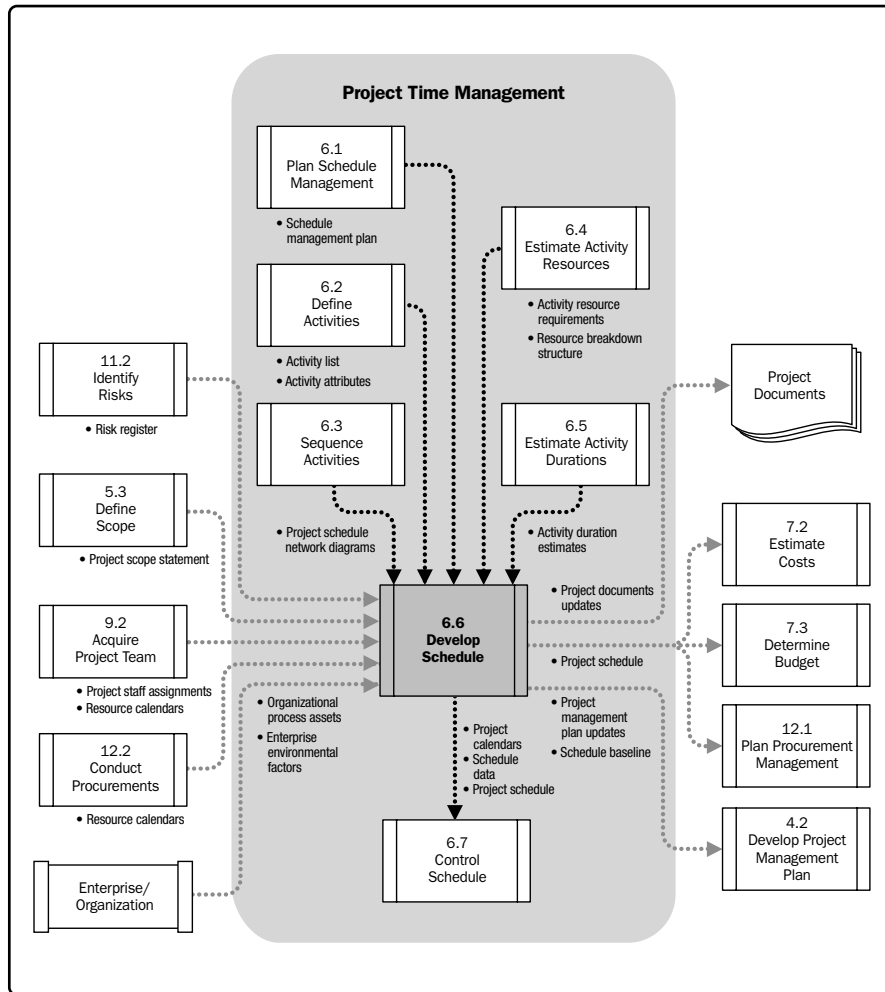 Project Time Management
6.1
Plan Schedule
Management
• Schedule
management plan
6.4
Estimate Activity
Resources
• Activity resource
requirements
• Resource breakdown
structure
6.2
Define
Activities
• Activity list
• Activity attributes
11.2
Identify
Risks
• Risk register
Project
Documents
6.3
Sequence
Activities
• Project schedule
network diagrams
6.5
Estimate Activity
Durations
• Activity duration
estimates
5.3
Define
Scope
• Project scope statement
7.2
Estimate
Costs
• Project documents
updates
6.6
Develop
Schedule
9.2
Acquire
Project Team
• Project staff assignments
• Resource calendars
• Project schedule
7.3
Determine
Budget
• Organizational
process assets
• Enterprise
environmental
factors
• Project
calendars
• Schedule
data
• Project schedule
• Project
management
plan updates
• Schedule baseline
12.1
Plan Procurement
Management
12.2
Conduct
Procurements
• Resource calendars
6.7
Control
Schedule
4.2
Develop Project
Management
Plan
Enterprise/
Organization